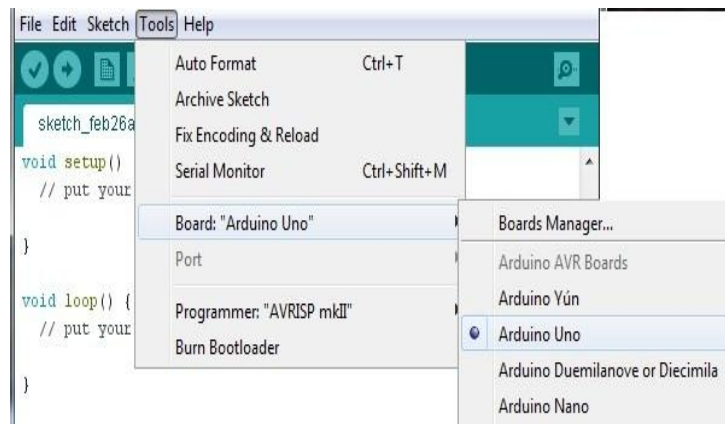 File Edit Sketch Tools Help
Auto Format Ctrl+T
Archive Sketch
Fix Encoding & Reload
Serial Monitor Ctrl+Shift+M
Board: "Arduino Uno"
Port
Programmer: "AVRISP mkII"
Burn Bootloader
Boards Manager...
Arduino AVR Boards
Arduino Yún
Arduino Uno
Arduino Duemilanove or Diecimila
Arduino Nano
sketch_feb26a
void setup()
// put your
}
void loop() {
// put your
}